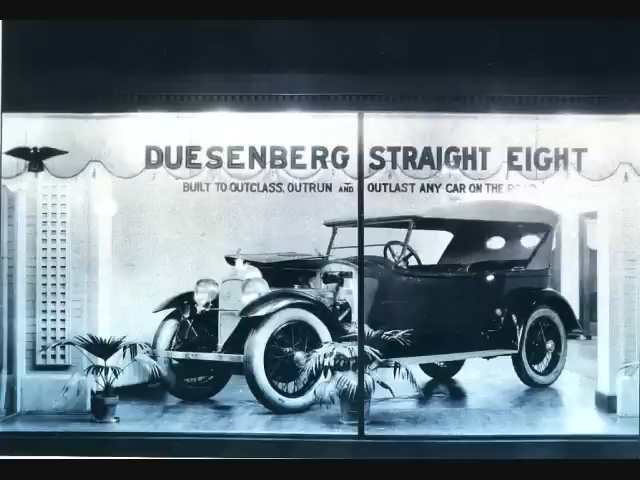 DUESENBERG STRAIGHT EIGHT
BUILT TO OUTCLASS, OUTRUN AND OUTLAST ANY CAR ON THE